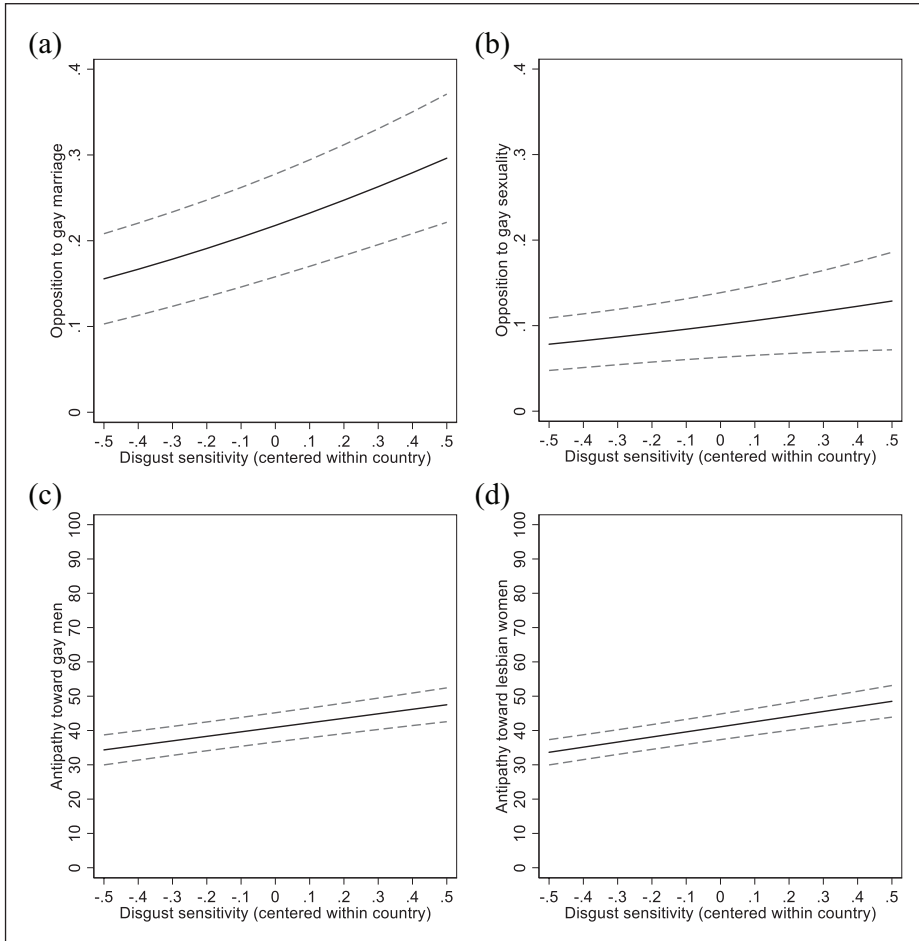 (a)
Opposition to gay marriage
.4
.3
.2
.1
0
-.5 -.4 -.3 -.2 -.1 0 .1 .2 .3 .4 .5
Disgust sensitivity (centered within country)
(b)
Opposition to gay sexuality
.4
.3
.2
.1
0
-.5 -.4 -.3 -.2 -.1 0 .1 .2 .3 .4 .5
Disgust sensitivity (centered within country)
(c)
Antipathy toward gay men
100
90
80
70
60
50
40
30
20
10
0
-.5 -.4 -.3 -.2 -.1 0 .1 .2 .3 .4 .5
Disgust sensitivity (centered within country)
(d)
Antipathy toward lesbian women
100
90
80
70
60
50
40
30
20
10
0
-.5 -.4 -.3 -.2 -.1 0 .1 .2 .3 .4 .5
Disgust sensitivity (centered within country)